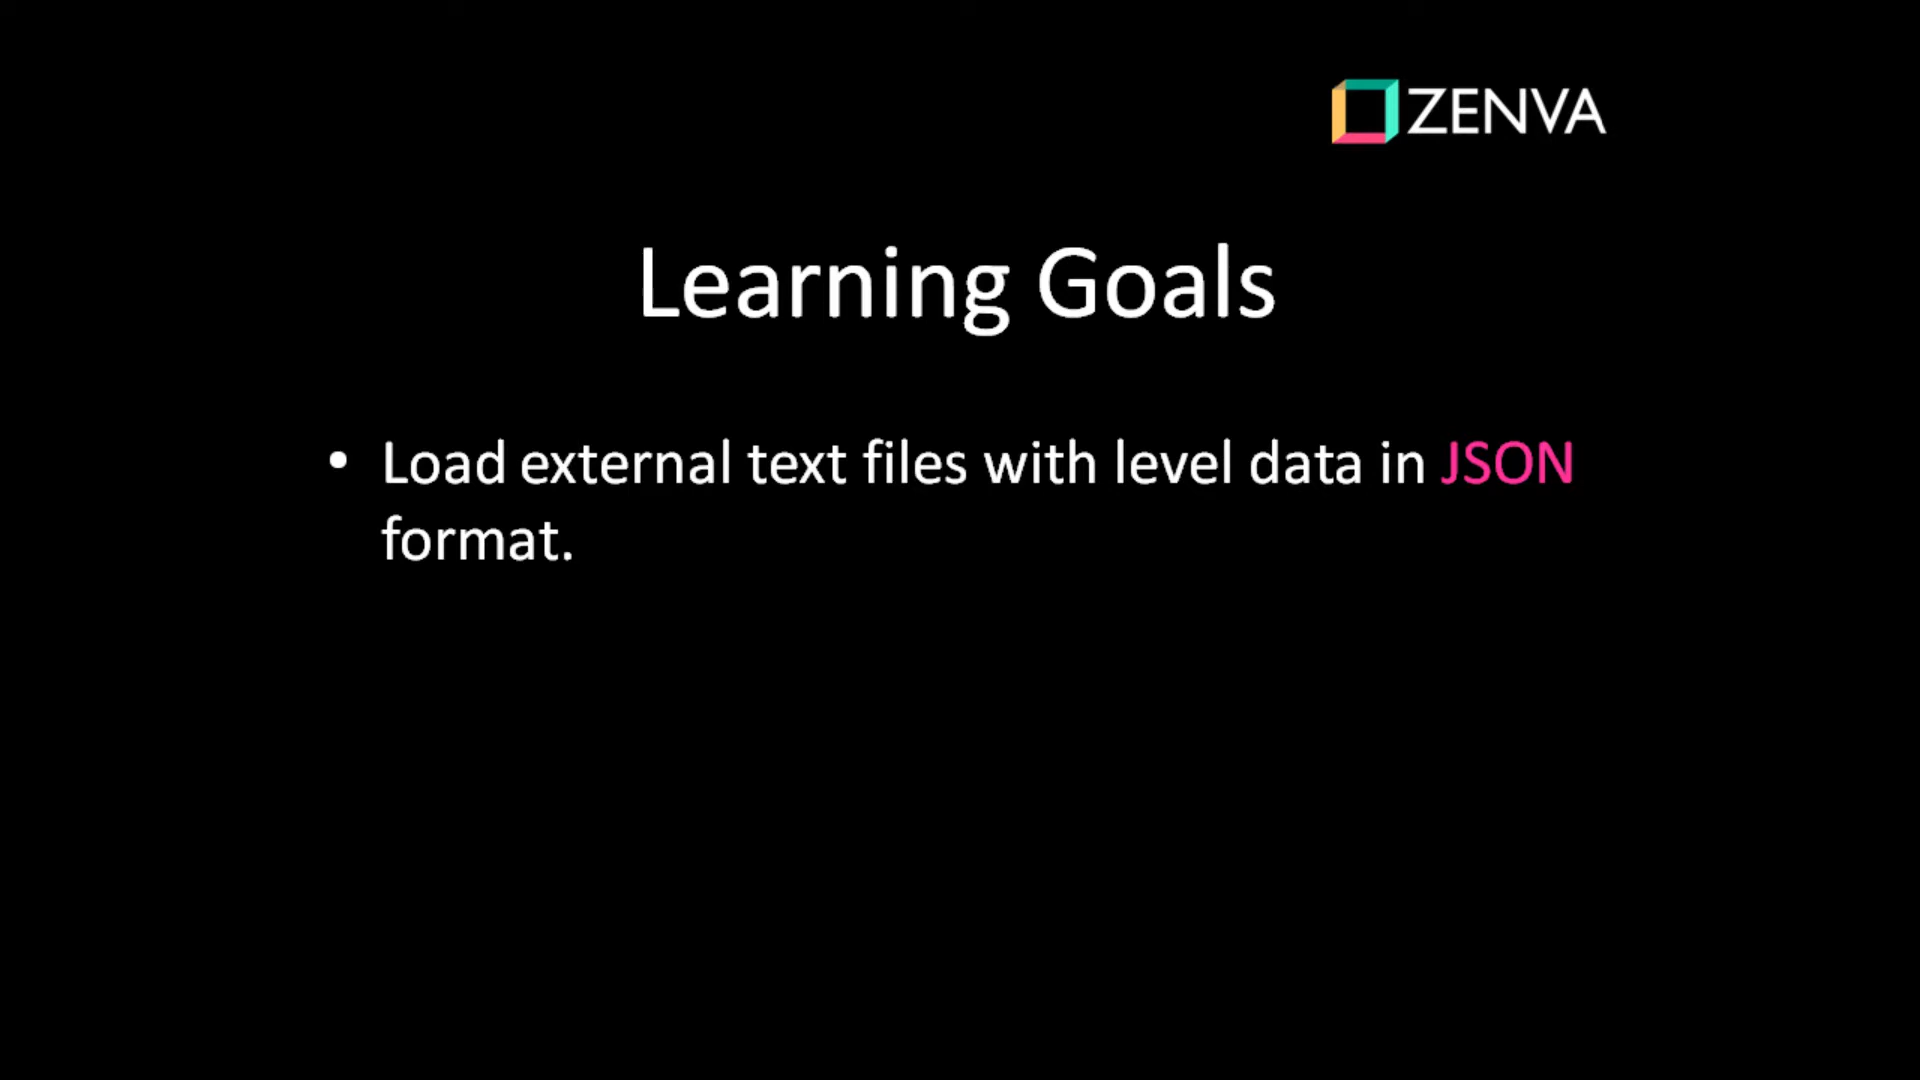 ZENVA
Learning Goals
• Load external text files with level data in JSON
format.